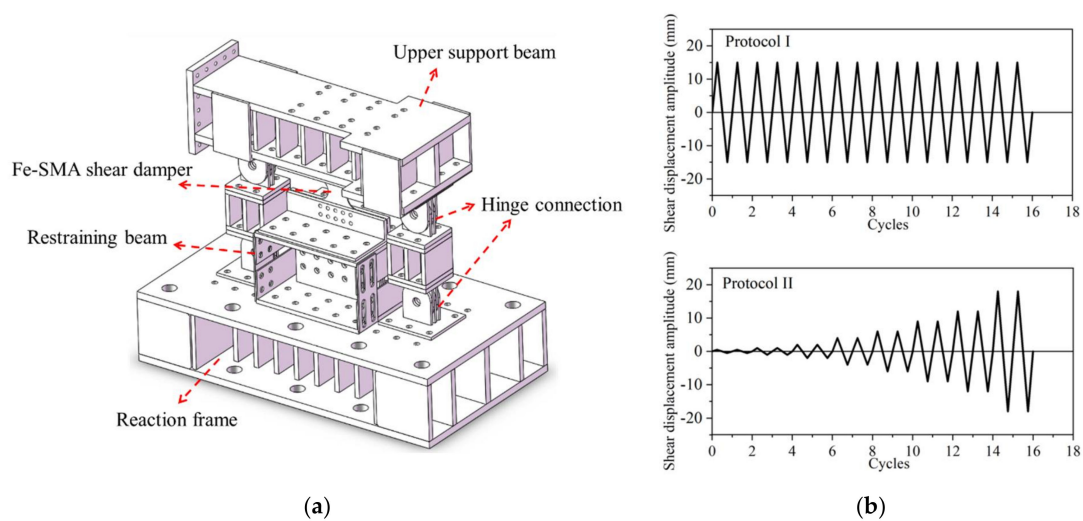 Upper support beam
Fe-SMA shear damper
Hinge connection
Restraining beam
Reaction frame
(a)
Protocol I
Shear displacement amplitude (mm)
20
10
0
-10
-20
0 2 4 6 8 10 12 14 16 18
Cycles
Protocol II
Shear displacement amplitude (mm)
20
10
0
-10
-20
0 2 4 6 8 10 12 14 16 18
Cycles
(b)